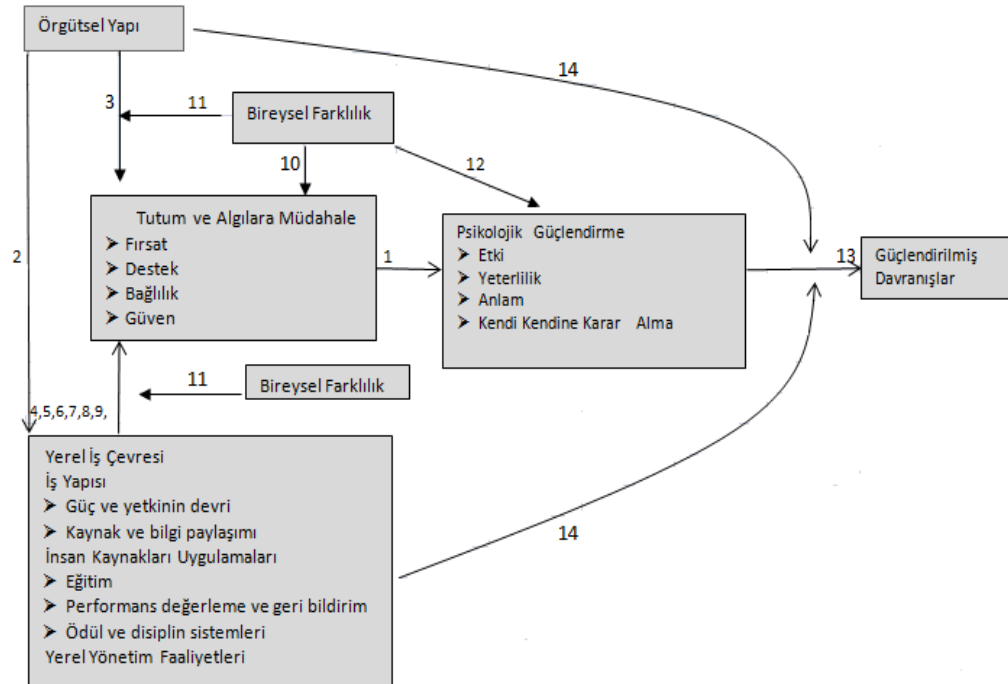 Örgütsel Yapı
14
3
11
Bireysel Farklılık
10
12
Tutum ve Algılara Müdahale
➤ Fırsat
➤ Destek
➤ Bağlılık
➤ Güven
2
1
Psikolojik Güçlendirme
➤ Etki
➤ Yeterlilik
➤ Anlam
➤ Kendi Kendine Karar Alma
13
Güçlendirilmiş
Davranışlar
11
Bireysel Farklılık
4,5,6,7,8,9,
Yerel İş Çevresi
İş Yapısı
➤ Güç ve yetkinin devri
➤ Kaynak ve bilgi paylaşımı
İnsan Kaynakları Uygulamaları
➤ Eğitim
➤ Performans değerleme ve geri bildirim
➤ Ödül ve disiplin sistemleri
Yerel Yönetim Faaliyetleri
14